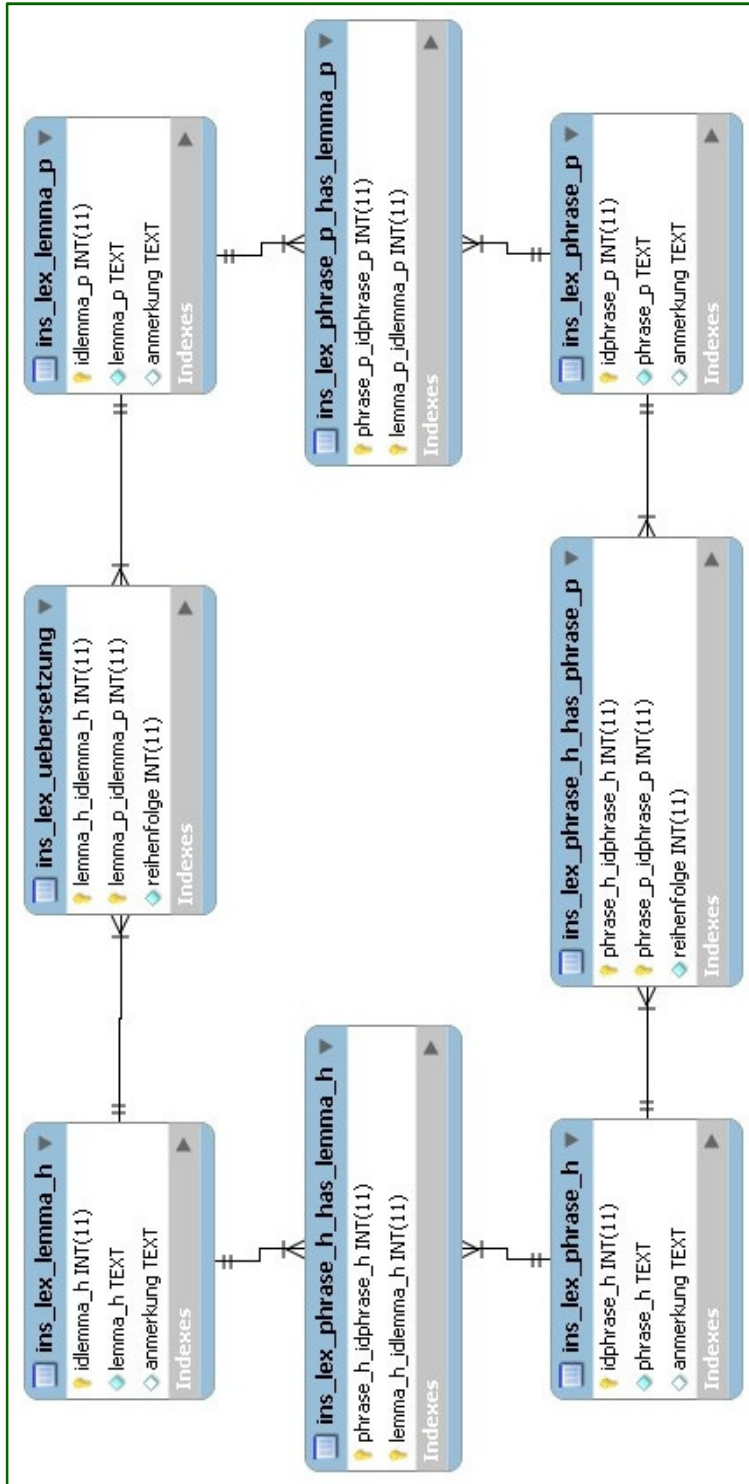 ins_lex_lemma_h
idlemma_h INT(11)
lemma_h TEXT
anmerkung TEXT
Indexes
ins_lex_uebersetzung
lemma_h_idlemma_h INT(11)
lemma_p_idlemma_p INT(11)
reihenfolge INT(11)
Indexes
ins_lex_lemma_p
idlemma_p INT(11)
lemma_p TEXT
anmerkung TEXT
Indexes
ins_lex_phrase_h_has_lemma_h
phrase_h_idphrase_h INT(11)
lemma_h_idlemma_h INT(11)
Indexes
ins_lex_phrase_p_has_lemma_p
phrase_p_idphrase_p INT(11)
lemma_p_idlemma_p INT(11)
Indexes
ins_lex_phrase_h
idphrase_h INT(11)
phrase_h TEXT
anmerkung TEXT
Indexes
ins_lex_phrase_h_has_phrase_p
phrase_h_idphrase_h INT(11)
phrase_p_idphrase_p INT(11)
reihenfolge INT(11)
Indexes
ins_lex_phrase_p
idphrase_p INT(11)
phrase_p TEXT
anmerkung TEXT
Indexes